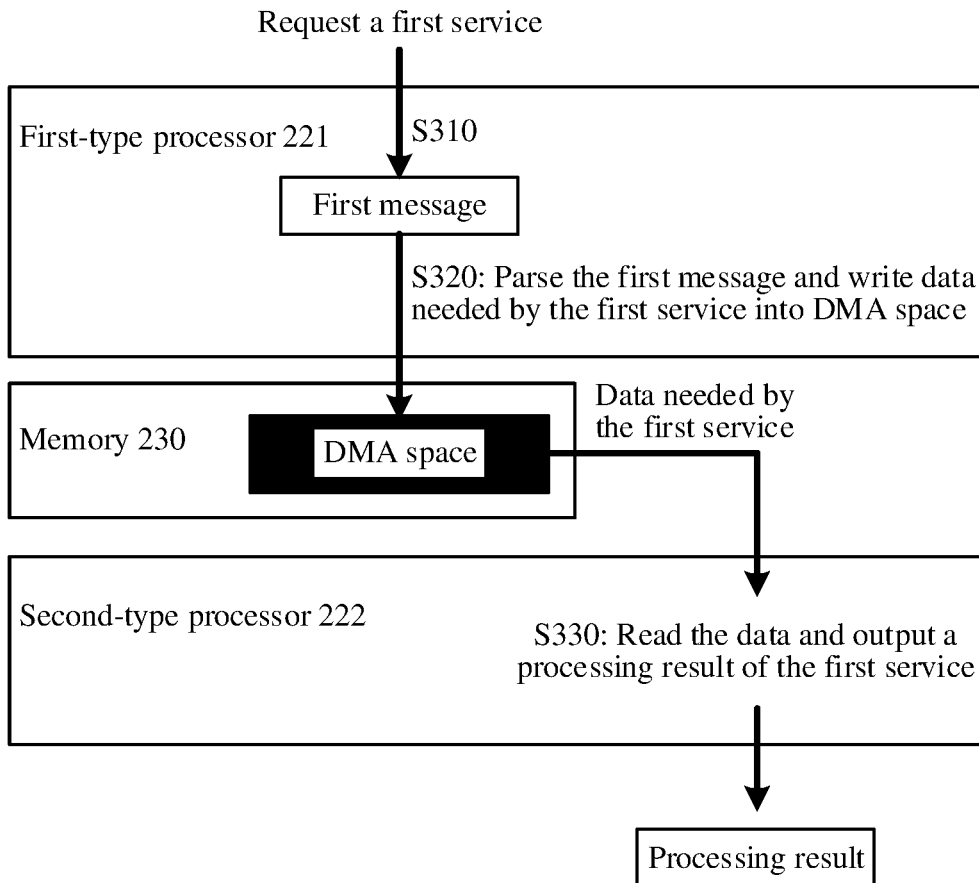 Request a first service
First-type processor 221
S310
First message
S320: Parse the first message and write data
needed by the first service into DMA space
Memory 230
DMA space
Data needed by
the first service
Second-type processor 222
S330: Read the data and output a
processing result of the first service
Processing result